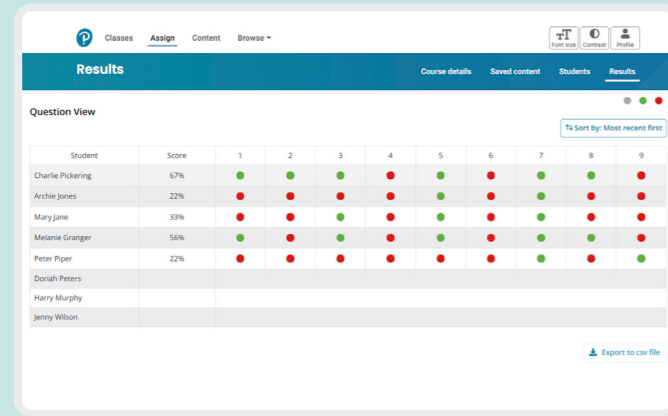 Classes Assign Content Browse
Font size Contrast Profile
Results
Course details Saved content Students Results
Question View
Sort by: Most recent first
Student Score 1 2 3 4 5 6 7 8 9
Charlie Pickering 67%
Archie Jones 22%
Mary Jane 33%
Melanie Granger 56%
Peter Piper 22%
Doriah Peters
Harry Murphy
Jenny Wilson
Export to csv file